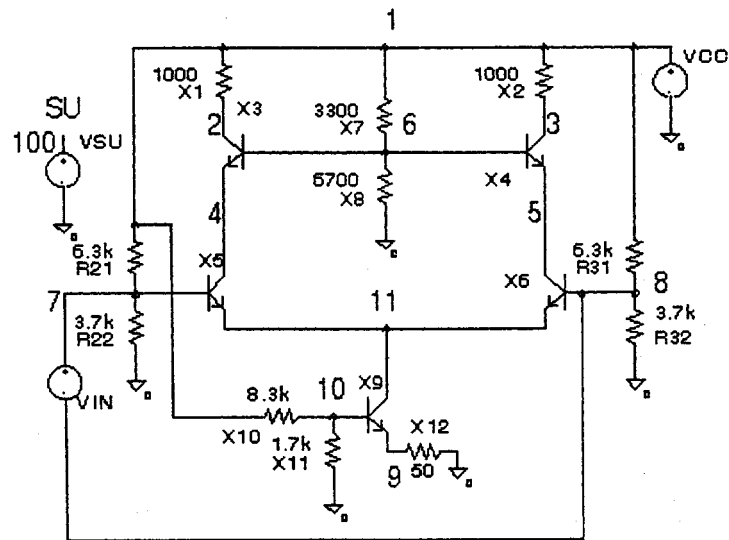 1
1000
X1
X3
1000
X2
VCC
SU
100
VSU
2
3300
X7
6
3
6700
X8
X4
4
5
6.3k
R21
X5
X6
6.3k
R31
8
7
3.7k
R22
11
3.7k
R32
VIN
8.3k
10
X9
X10
1.7k
X11
X12
9
50